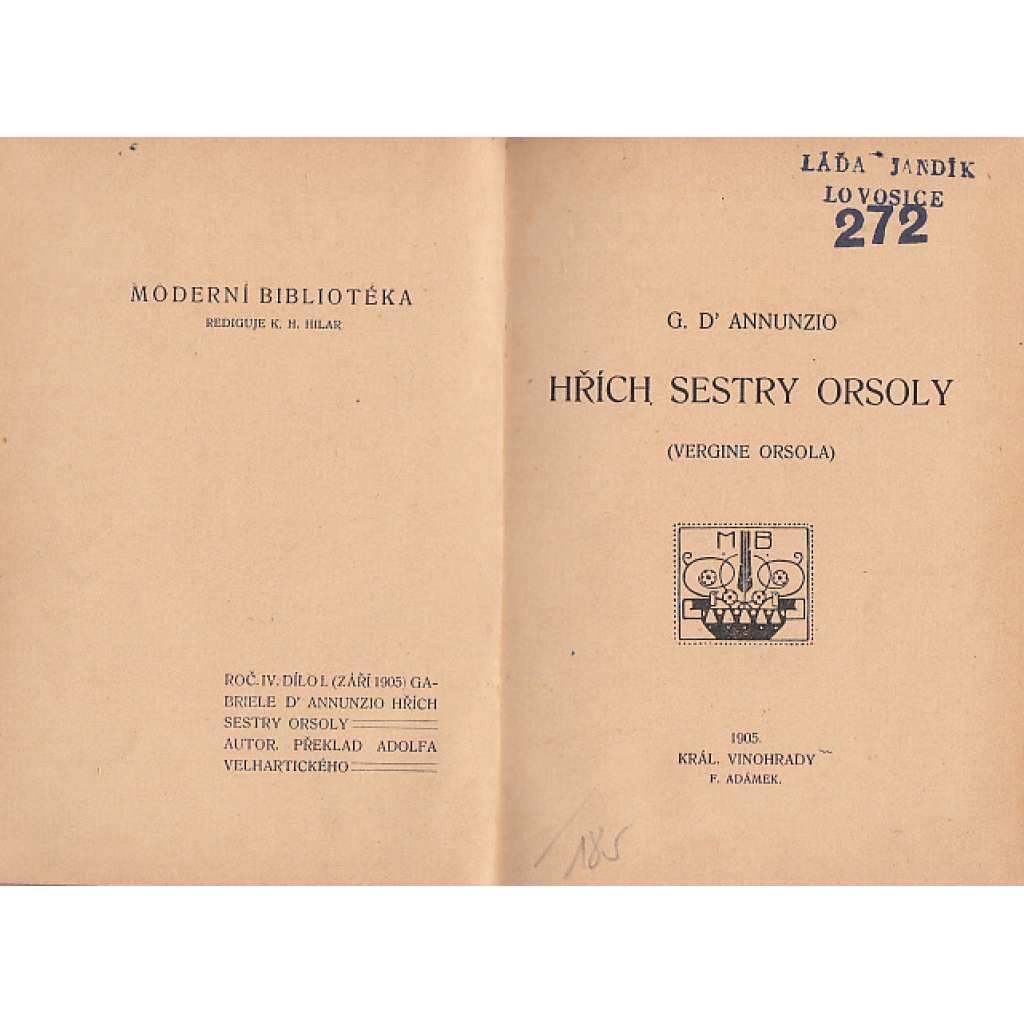 MODERNÍ BIBLIOTÉKA
REDIGUJE K. H. HILAR
ROČ. IV. DÍLO I. (ZÁŘÍ 1905) GA-
BRIELE D' ANNUNZIO HŘÍCH
SESTRY ORSOLY
AUTOR. PŘEKLAD ADOLFA
VELHARTICKÉHO
LÁĎA JANDÍK
LOVOSICE
272
G. D' ANNUNZIO
HŘÍCH SESTRY ORSOLY
(VERGINE ORSOLA)
M B
1905.
KRÁL. VINOHRADY
F. ADÁMEK.